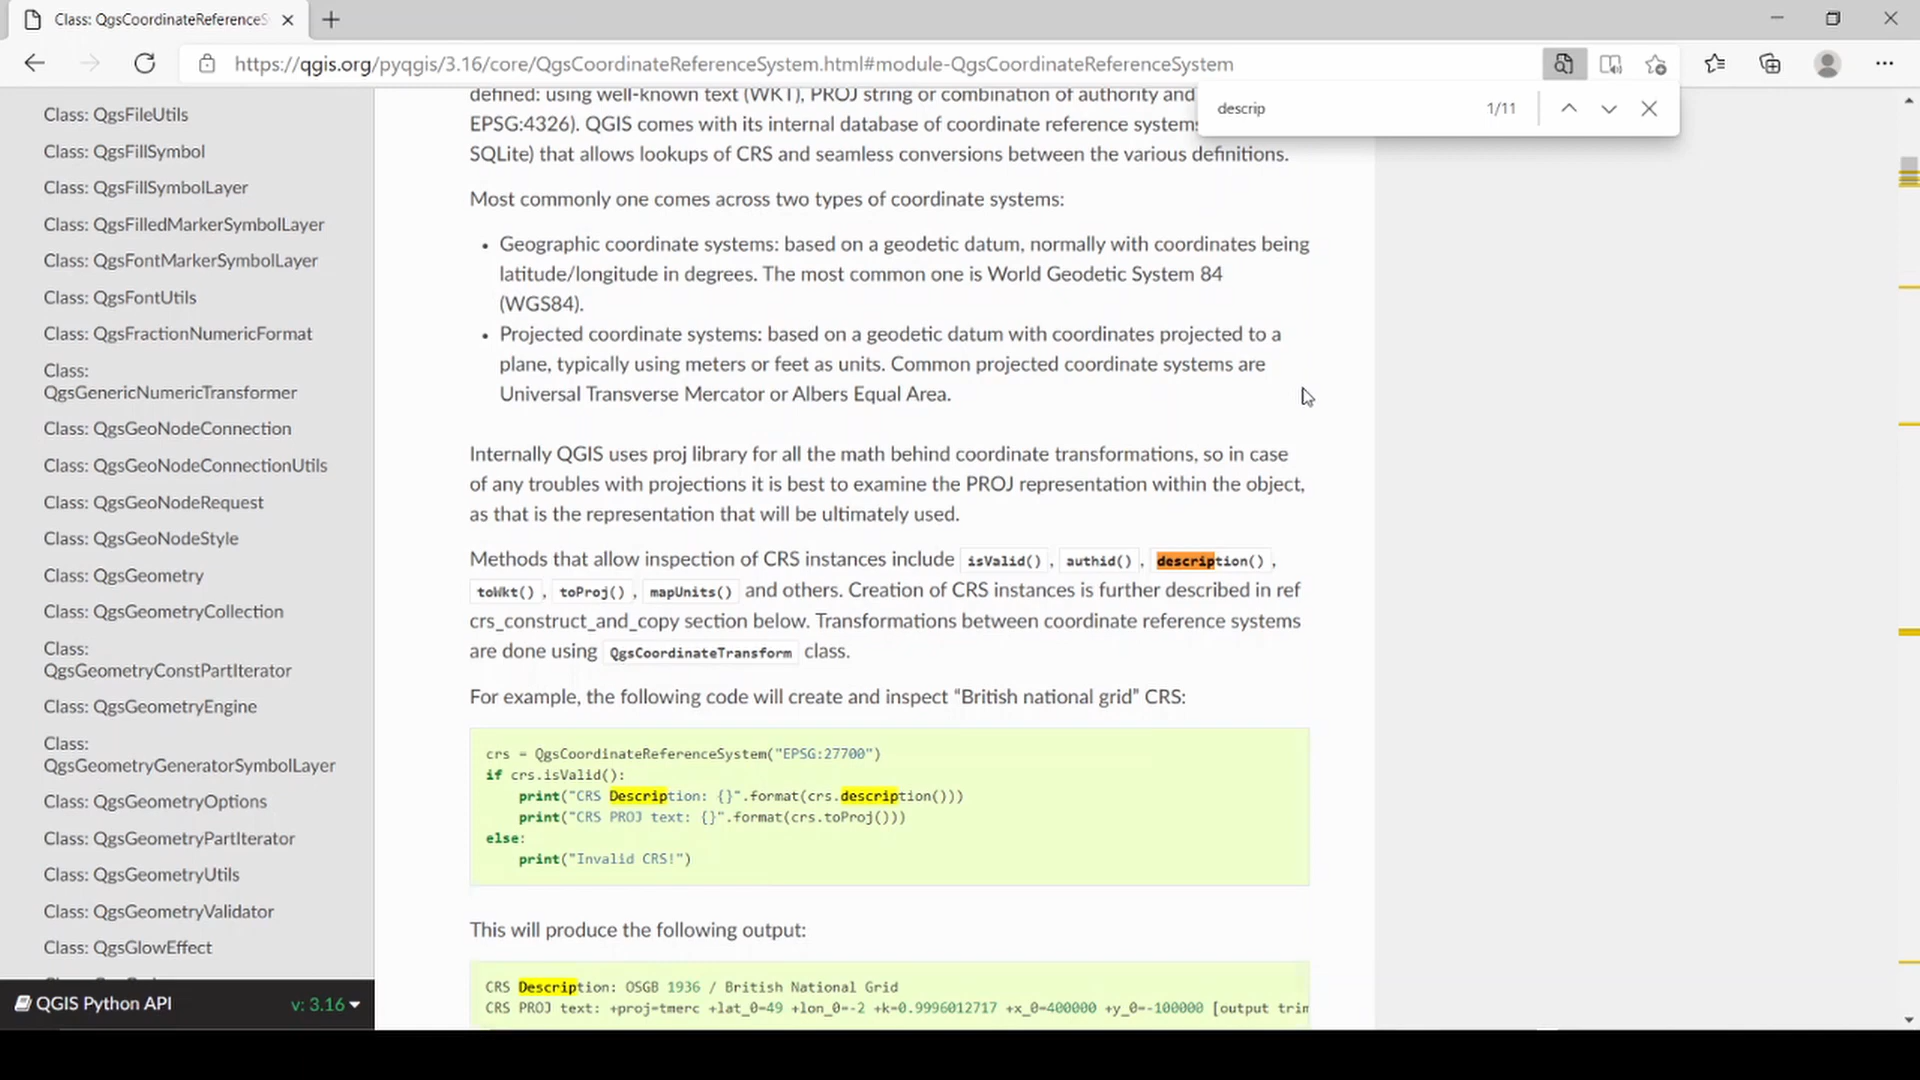 Class: QgsCoordinateReferenceS
https://qgis.org/pyqgis/3.16/core/QgsCoordinateReferenceSystem.html#module-QgsCoordinateReferenceSystem
descrip
1/11
Class: QgsFileUtils
Class: QgsFillSymbol
Class: QgsFillSymbolLayer
Class: QgsFilledMarkerSymbolLayer
Class: QgsFontMarkerSymbolLayer
Class: QgsFontUtils
Class: QgsFractionNumericFormat
Class:
QgsGenericNumericTransformer
Class: QgsGeoNodeConnection
Class: QgsGeoNodeConnectionUtils
Class: QgsGeoNodeRequest
Class: QgsGeoNodeStyle
Class: QgsGeometry
Class: QgsGeometryCollection
Class:
QgsGeometryConstPartIterator
Class: QgsGeometryEngine
Class:
QgsGeometryGeneratorSymbolLayer
Class: QgsGeometryOptions
Class: QgsGeometryPartIterator
Class: QgsGeometryUtils
Class: QgsGeometryValidator
Class: QgsGlowEffect
QGIS Python API
v: 3.16
defined: using well-known text (WKT), PROJ string or combination of authority and
EPSG:4326). QGIS comes with its internal database of coordinate reference systems
SQLite) that allows lookups of CRS and seamless conversions between the various definitions.
Most commonly one comes across two types of coordinate systems:
• Geographic coordinate systems: based on a geodetic datum, normally with coordinates being
latitude/longitude in degrees. The most common one is World Geodetic System 84
(WGS84).
• Projected coordinate systems: based on a geodetic datum with coordinates projected to a
plane, typically using meters or feet as units. Common projected coordinate systems are
Universal Transverse Mercator or Albers Equal Area.
Internally QGIS uses proj library for all the math behind coordinate transformations, so in case
of any troubles with projections it is best to examine the PROJ representation within the object,
as that is the representation that will be ultimately used.
Methods that allow inspection of CRS instances include isValid() , authid() , description() ,
toWkt() , toProj() , mapUnits() and others. Creation of CRS instances is further described in ref
crs_construct_and_copy section below. Transformations between coordinate reference systems
are done using QgsCoordinateTransform class.
For example, the following code will create and inspect “British national grid” CRS:
crs = QgsCoordinateReferenceSystem("EPSG:27700")
if crs.isValid():
print("CRS Description: {}".format(crs.description()))
print("CRS PROJ text: {}".format(crs.toProj()))
else:
print("Invalid CRS!")
This will produce the following output:
CRS Description: OSGB 1936 / British National Grid
CRS PROJ text: +proj=tmerc +lat_0=49 +lon_0=-2 +k=0.9996012717 +x_0=400000 +y_0=-100000 [output trim